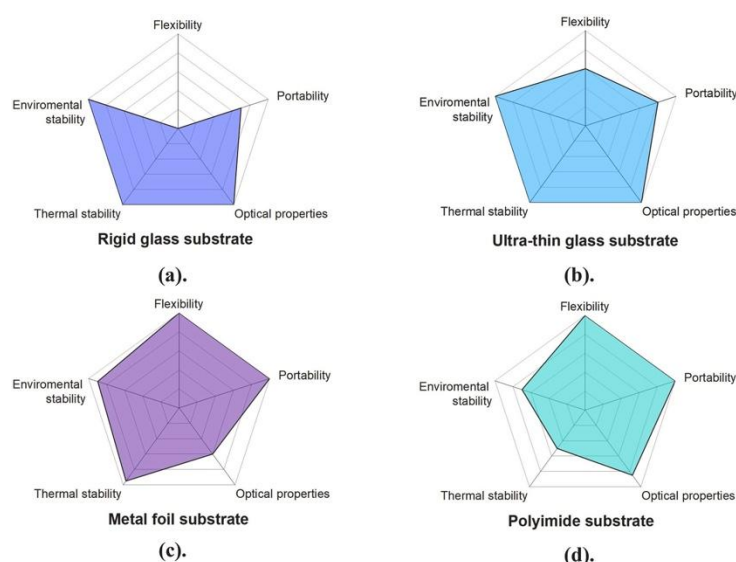 Flexibility
Portability
Enviromental
stability
Thermal stability
Optical properties
Rigid glass substrate
(a).
Flexibility
Portability
Enviromental
stability
Thermal stability
Optical properties
Ultra-thin glass substrate
(b).
Flexibility
Portability
Enviromental
stability
Thermal stability
Optical properties
Metal foil substrate
(c).
Flexibility
Portability
Enviromental
stability
Thermal stability
Optical properties
Polyimide substrate
(d).